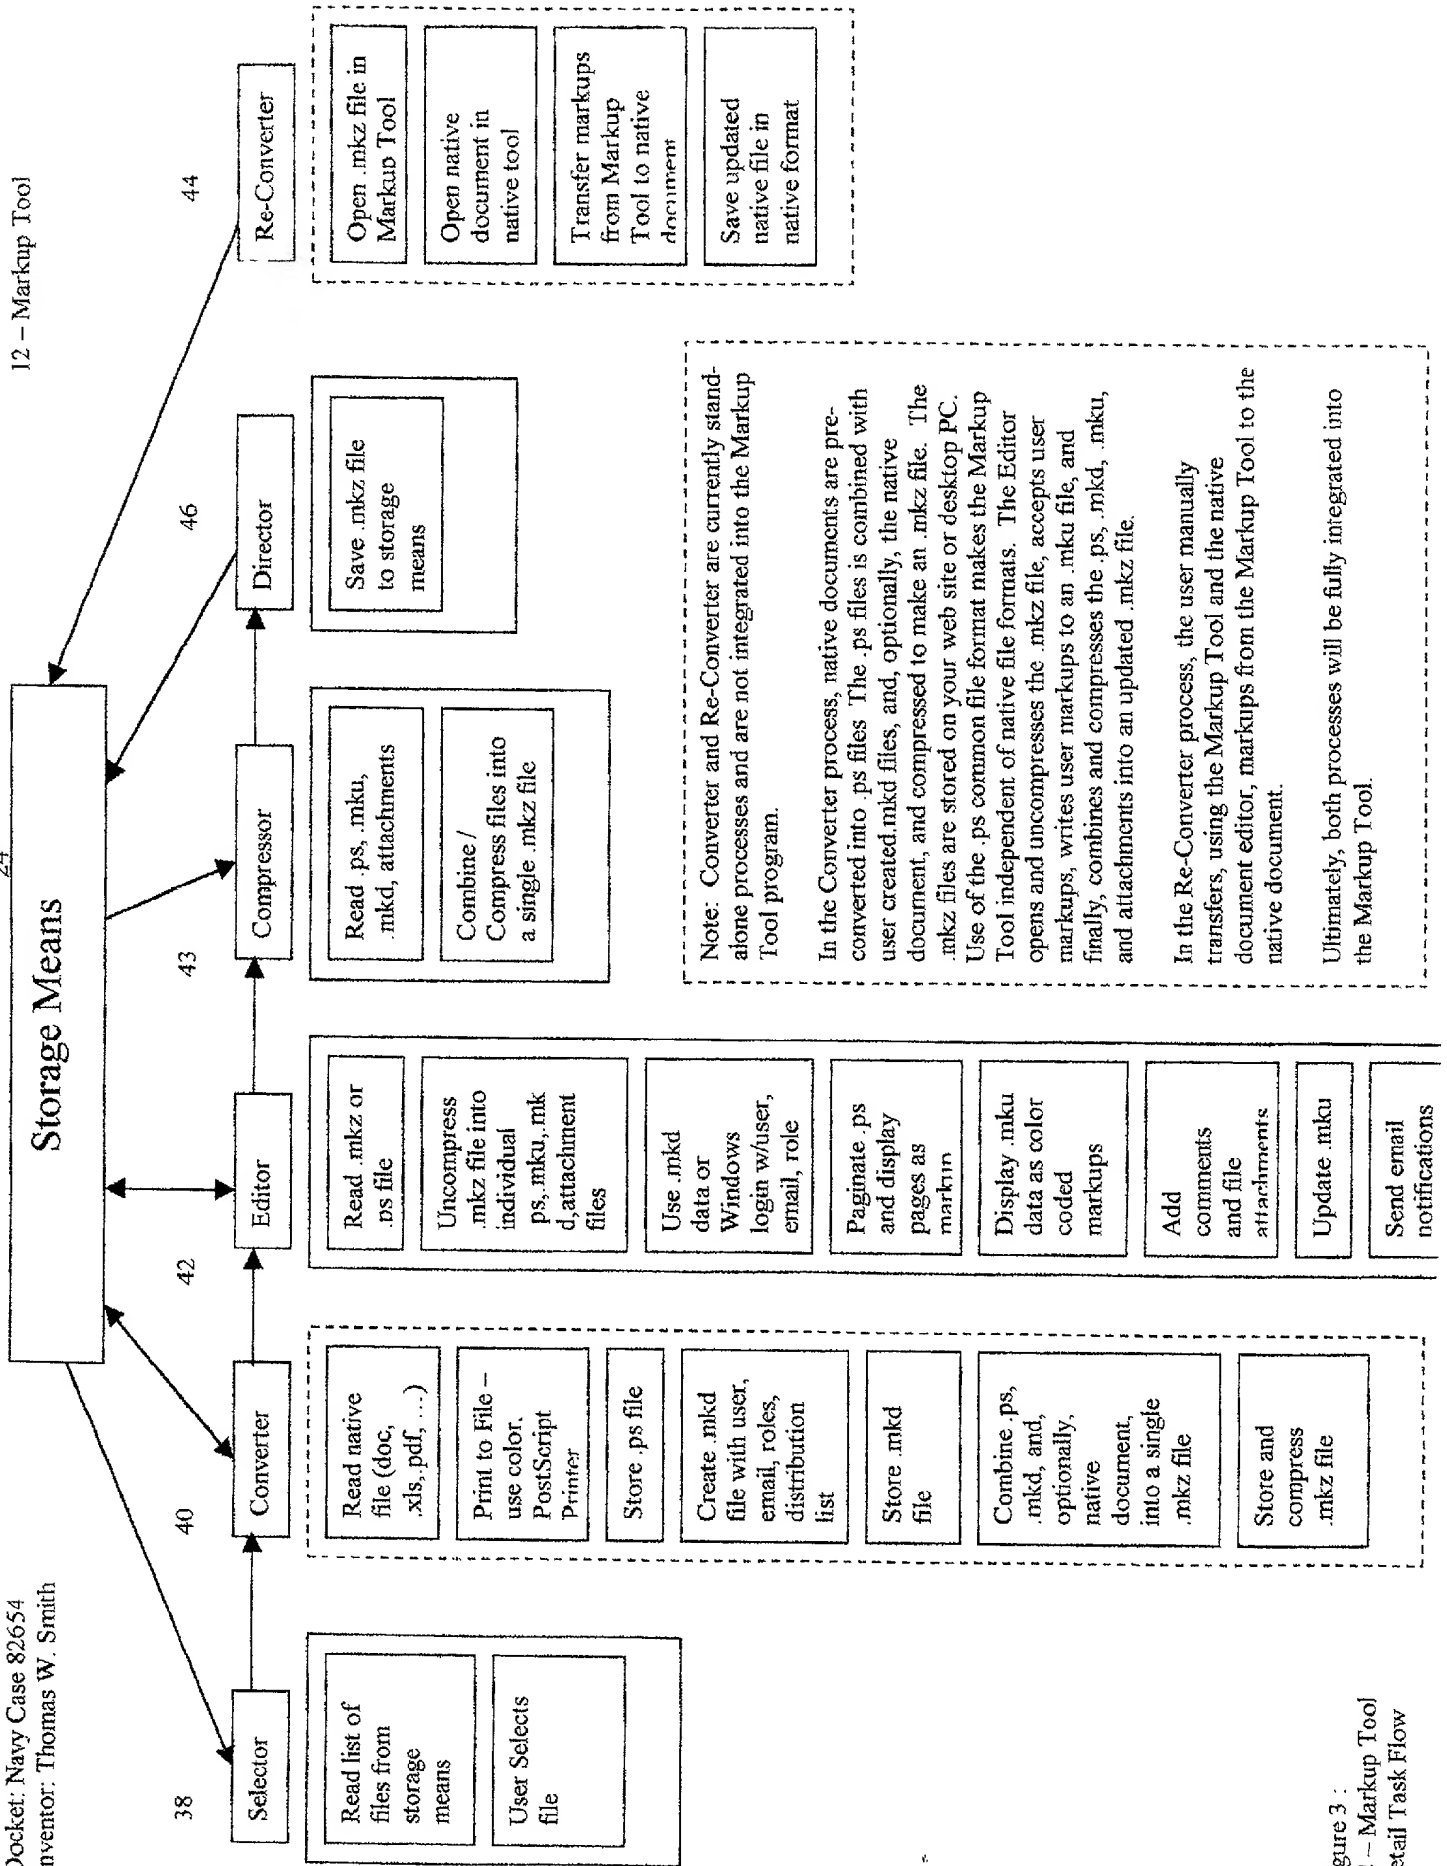 Docket: Navy Case 82654
nventor: Thomas W. Smith
12 – Markup Tool
24
Storage Means
38
40
42
43
46
44
Selector
Converter
Editor
Compressor
Director
Re-Converter
Read list of
files from
storage
means
User Selects
file
Read native
file (doc,
.xls,.pdf, …)
Print to File –
use color,
PostScript
Printer
Store .ps file
Create .mkd
file with user,
email, roles,
distribution
list
Store .mkd
file
Combine .ps,
.mkd, and,
optionally,
native
document,
into a single
.mkz file
Store and
compress
.mkz file
Read .mkz or
.ps file
Uncompress
.mkz file into
individual
ps,.mku,.mk
d,attachment
files
Use .mkd
data or
Windows
login w/user,
email, role
Paginate .ps
and display
pages as
markup
Display .mku
data as color
coded
markups
Add
comments
and file
attachments
Update .mku
Send email
notifications
Read .ps, .mku,
.mkd, attachments
Combine /
Compress files into
a single .mkz file
Save .mkz file
to storage
means
Open .mkz file in
Markup Tool
Open native
document in
native tool
Transfer markups
from Markup
Tool to native
document
Save updated
native file in
native format
Note: Converter and Re-Converter are currently stand-
alone processes and are not integrated into the Markup
Tool program.
In the Converter process, native documents are pre-
converted into .ps files The .ps files is combined with
user created.mkd files, and, optionally, the native
document, and compressed to make an .mkz file. The
.mkz files are stored on your web site or desktop PC.
Use of the .ps common file format makes the Markup
Tool independent of native file formats. The Editor
opens and uncompresses the .mkz file, accepts user
markups, writes user markups to an .mku file, and
finally, combines and compresses the .ps, .mkd, .mku,
and attachments into an updated .mkz file.
In the Re-Converter process, the user manually
transfers, using the Markup Tool and the native
document editor, markups from the Markup Tool to the
native document.
Ultimately, both processes will be fully integrated into
the Markup Tool.
gure 3 :
– Markup Tool
etail Task Flow